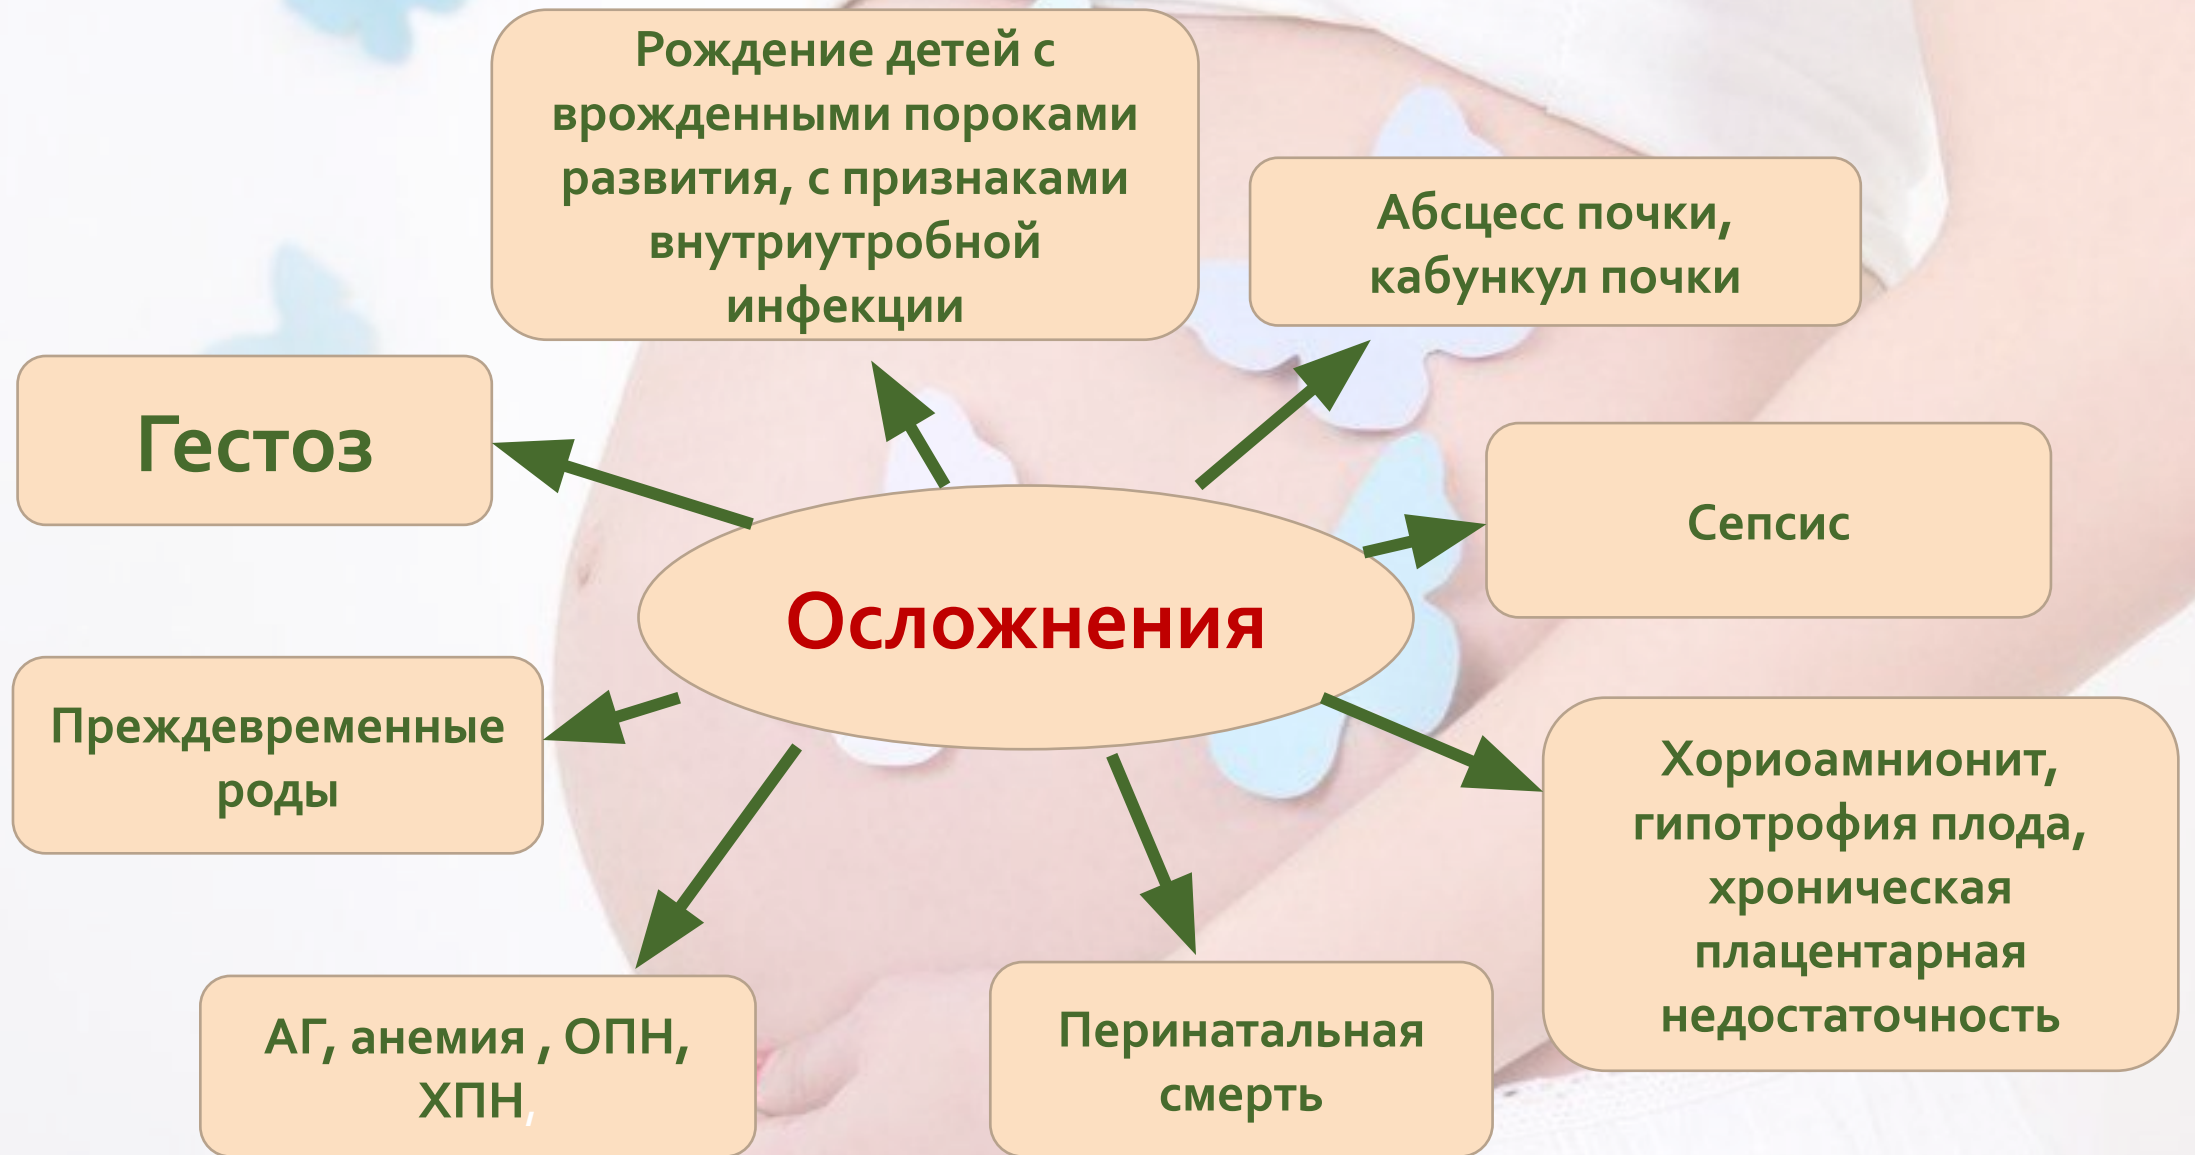 Рождение детей с
врожденными пороками
развития, с признаками
внутриутробной
инфекции
Абсцесс почки,
кабункул почки
Гестоз
Сепсис
Осложнения
Преждевременные
роды
Хориоамнионит,
гипотрофия плода,
хроническая
плацентарная
недостаточность
АГ, анемия , ОПН,
ХПН,
Перинатальная
смерть